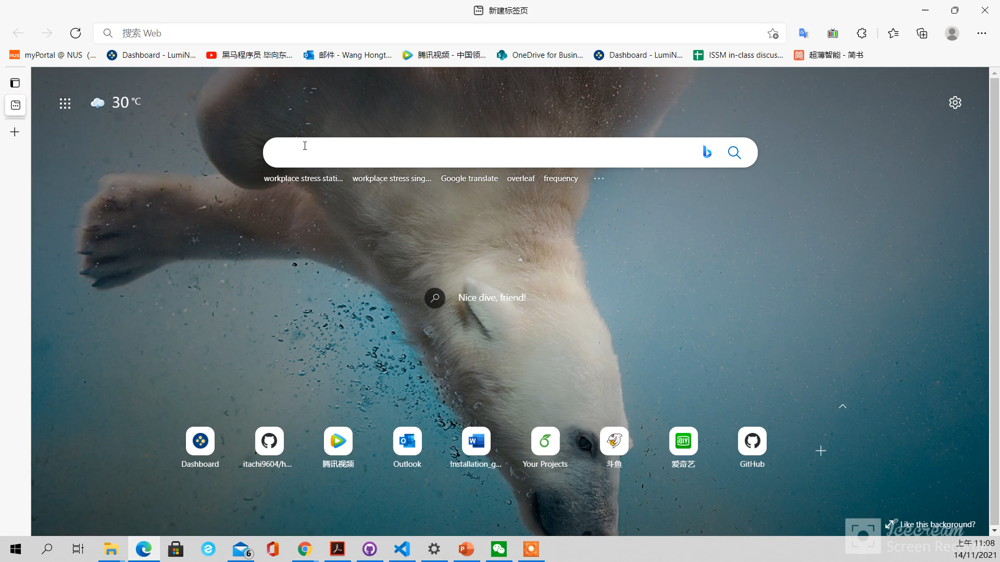 新建标签页
搜索 Web
NUS myPortal @ NUS (...
Dashboard - LumiN...
黑马程序员 毕向东...
邮件 - Wang Hongt...
腾讯视频 - 中国领...
OneDrive for Busin...
Dashboard - LumiN...
ISSM in-class discus...
简 超薄智能 - 简书
30 °C
workplace stress stati...
workplace stress sing...
Google translate
overleaf
frequency
Nice dive, friend!
Dashboard
itachi9604/h...
腾讯视频
Outlook
Installation_g...
Your Projects
斗鱼
爱奇艺
GitHub
Like this background?
Icecream
Screen Recorder
6
上午 11:08
14/11/2021